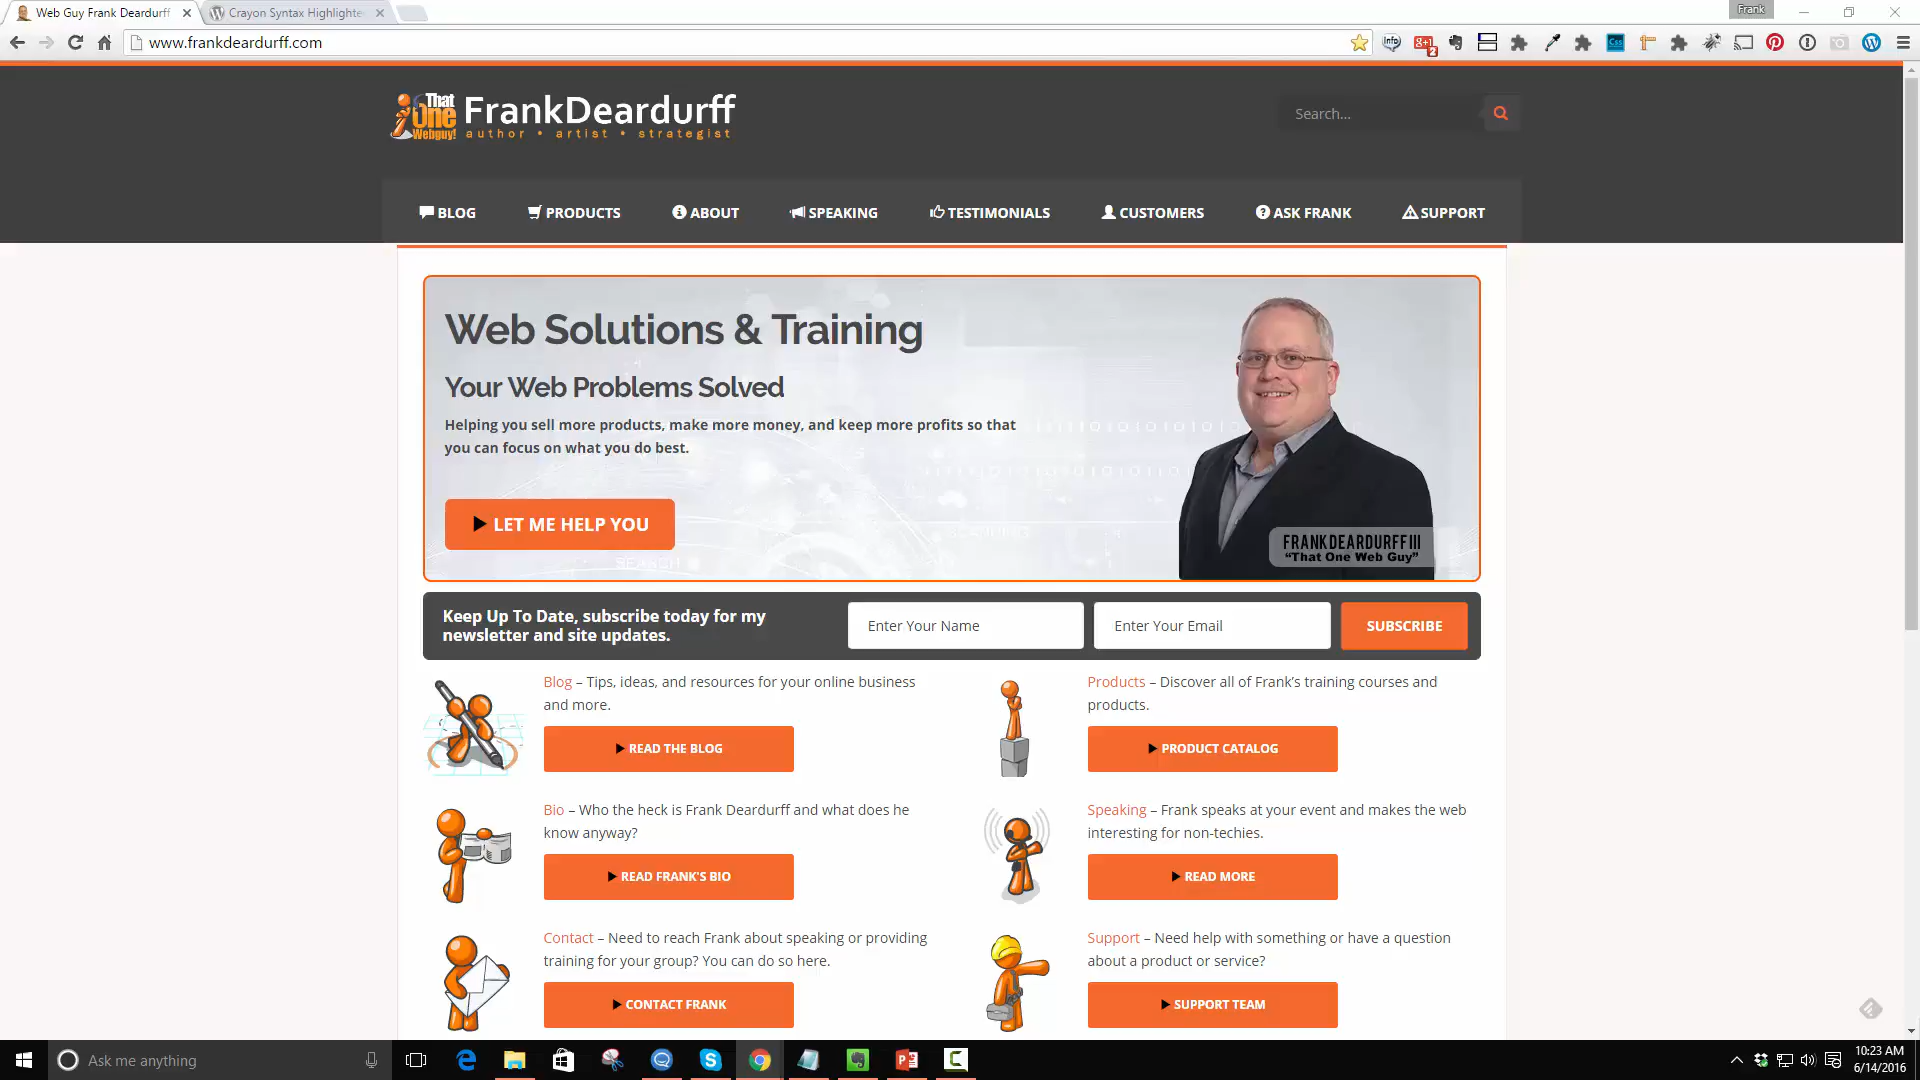 Web Guy Frank Deardurff
Crayon Syntax Highlighte
Frank
www.frankdeardurff.com
That One Webguy!
FrankDeardurff
author • artist • strategist
Search...
BLOG
PRODUCTS
ABOUT
SPEAKING
TESTIMONIALS
CUSTOMERS
ASK FRANK
SUPPORT
Web Solutions & Training
Your Web Problems Solved
Helping you sell more products, make more money, and keep more profits so that
you can focus on what you do best.
LET ME HELP YOU
SEARCH
FRANK DEARDURFF III
“That One Web Guy”
Keep Up To Date, subscribe today for my
newsletter and site updates.
Enter Your Name
Enter Your Email
SUBSCRIBE
Blog – Tips, ideas, and resources for your online business
and more.
READ THE BLOG
Products – Discover all of Frank’s training courses and
products.
PRODUCT CATALOG
Bio – Who the heck is Frank Deardurff and what does he
know anyway?
READ FRANK'S BIO
Speaking – Frank speaks at your event and makes the web
interesting for non-techies.
READ MORE
Contact – Need to reach Frank about speaking or providing
training for your group? You can do so here.
CONTACT FRANK
Support – Need help with something or have a question
about a product or service?
SUPPORT TEAM
Ask me anything
10:23 AM
6/14/2016